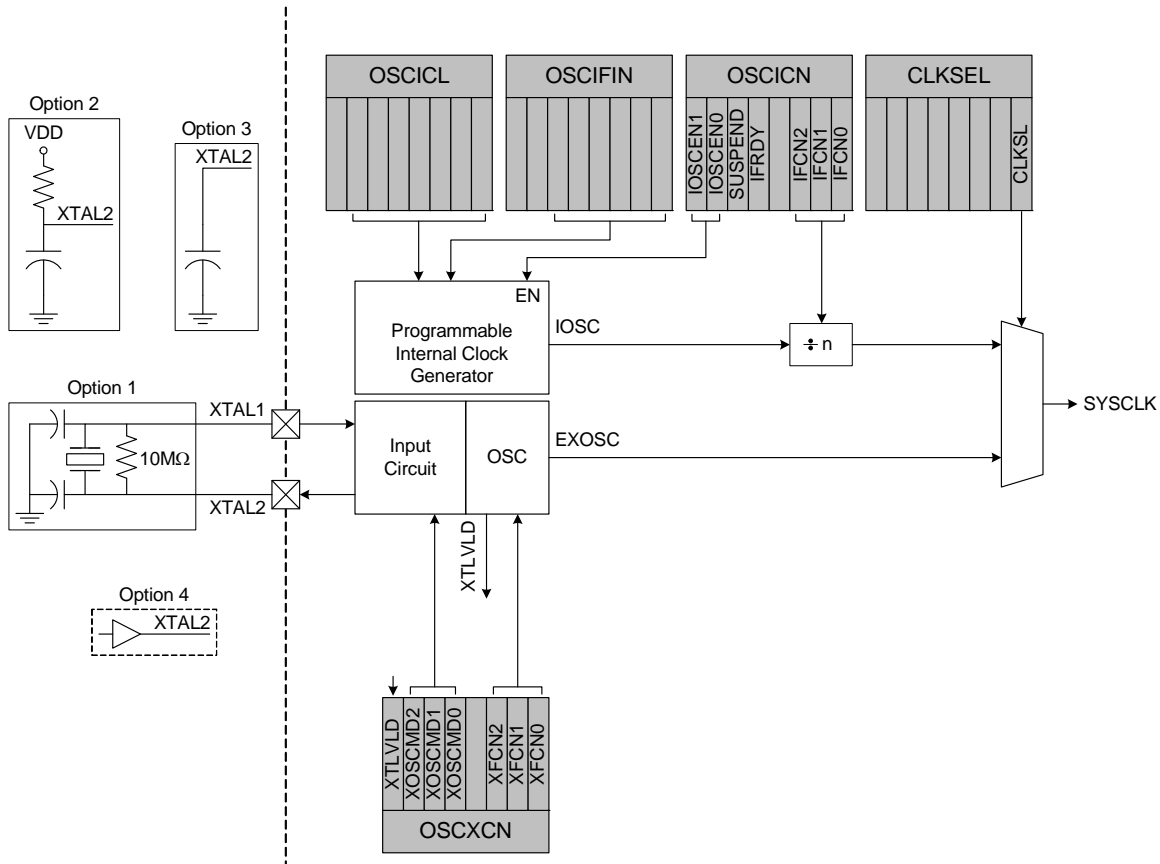 OSCICL
OSCIFIN
OSCICN
CLKSEL
IOSCEN1
IOSCEN0
SUSPEND
IFRDY
IFCN2
IFCN1
IFCN0
CLKSL
Option 2
VDD
XTAL2
Option 3
XTAL2
EN
Programmable
Internal Clock
Generator
IOSC
÷ n
SYSCLK
Option 1
10MΩ
XTAL1
XTAL2
Input
Circuit
OSC
EXOSC
XTLVLD
Option 4
XTAL2
XTLVLD
XOSCMD2
XOSCMD1
XOSCMD0
XFCN2
XFCN1
XFCN0
OSCXCN